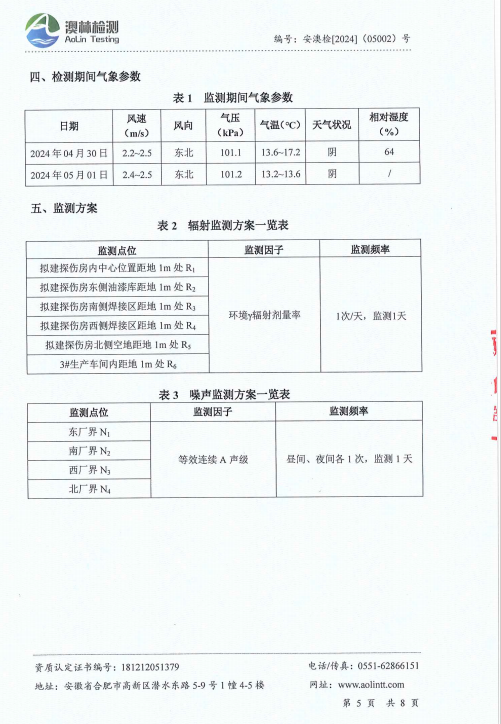 澳林检测
AoLin Testing
编号：安澳检[2024]（05002）号
四、检测期间气象参数
表 1 监测期间气象参数
日期 风速（m/s） 风向 气压（kPa） 气温（℃） 天气状况 相对湿度（%）
2024 年 04 月 30 日 2.2~2.5 东北 101.1 13.6~17.2 阴 64
2024 年 05 月 01 日 2.4~2.5 东北 101.2 13.2~13.6 阴 /
五、监测方案
表 2 辐射监测方案一览表
监测点位 监测因子 监测频率
拟建探伤房内中心位置距地 1m 处 R₁
拟建探伤房东侧油漆库距地 1m 处 R₂
拟建探伤房南侧焊接区距地 1m 处 R₃
环境γ辐射剂量率 1次/天，监测1天
拟建探伤房西侧焊接区距地 1m 处 R₄
拟建探伤房北侧空地距地 1m 处 R₅
3#生产车间内距地 1m 处 R₆
表 3 噪声监测方案一览表
监测点位 监测因子 监测频率
东厂界 N₁
南厂界 N₂
等效连续 A 声级 昼间、夜间各 1 次，监测 1 天
西厂界 N₃
北厂界 N₄
资质认定证书编号：181212051379 电话/传真：0551-62866151
地址：安徽省合肥市高新区潜水东路 5-9 号 1 幢 4-5 楼 网址：www.aolintt.com
第 5 页 共 8 页